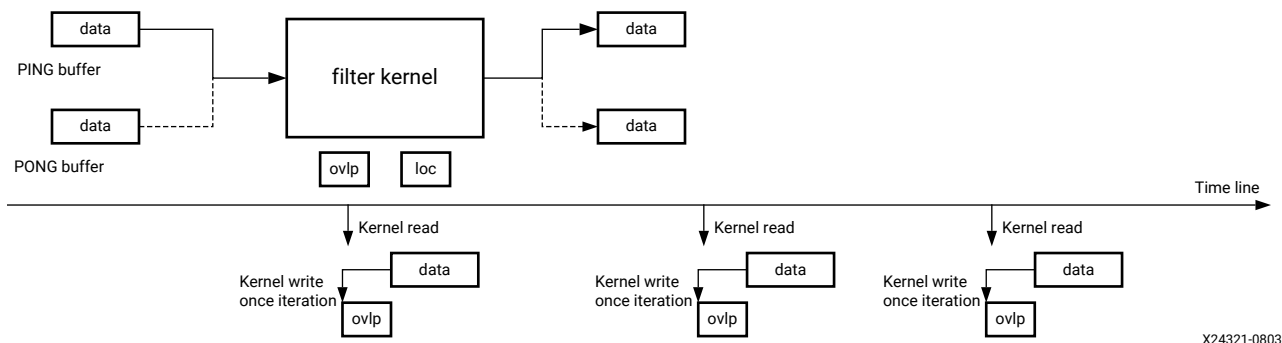 data
data
PING buffer
filter kernel
data
data
PONG buffer
ovlp
loc
Time line
Kernel read
Kernel read
Kernel read
data
data
data
Kernel write
once iteration
Kernel write
once iteration
Kernel write
once iteration
ovlp
ovlp
ovlp
X24321-0803